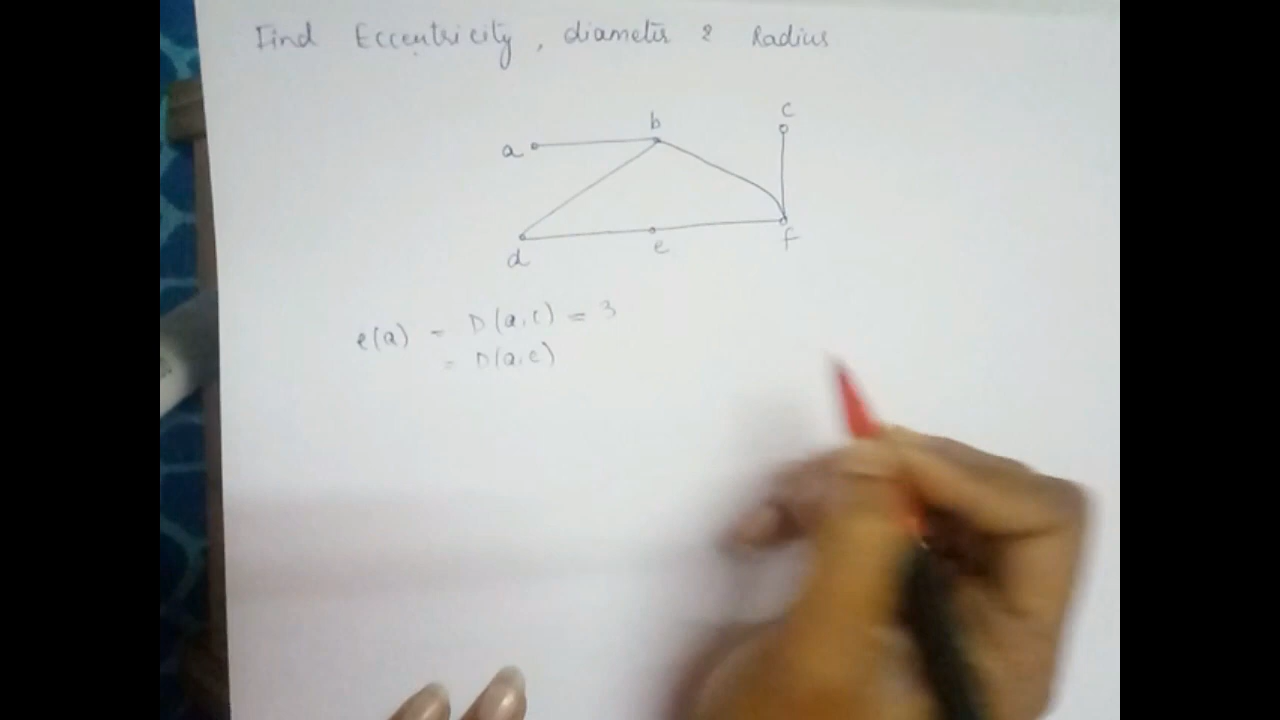 Find Eccentricity, diameter & Radius
b
c
a
f
e
d
e(a) = D(a,c) = 3
= D(a,e)